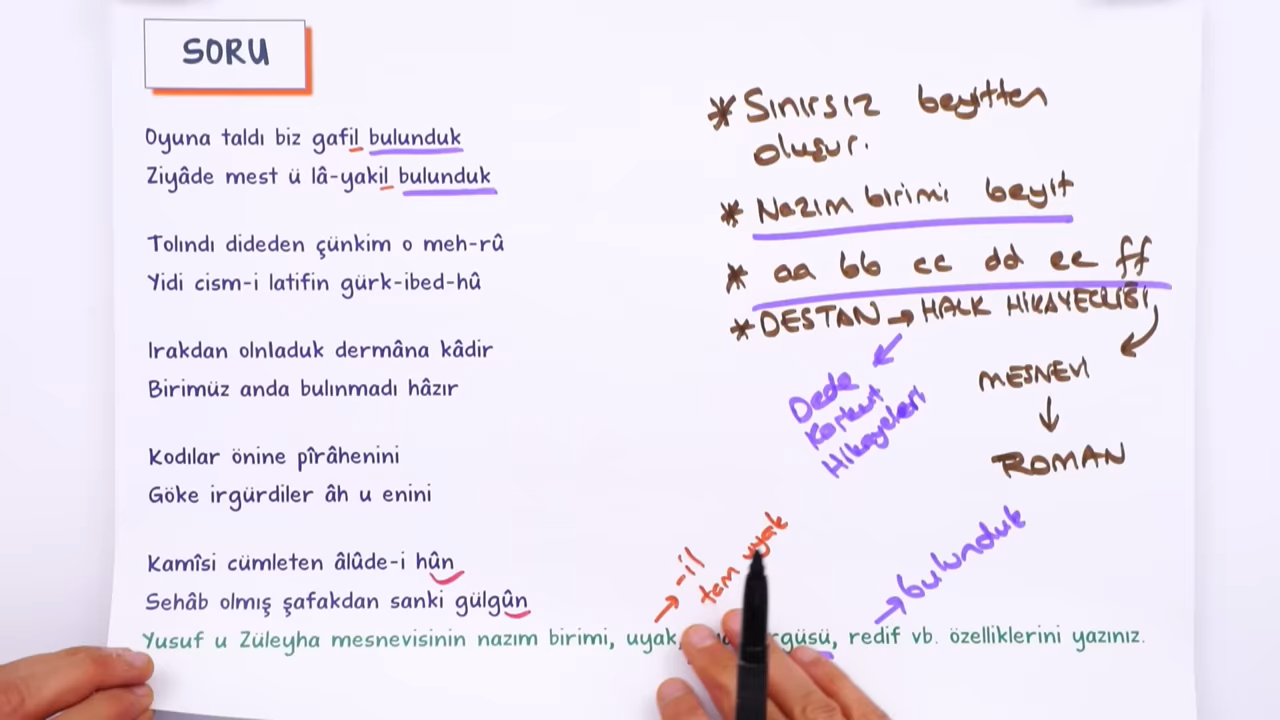 SORU
Oyuna taldı biz gafil bulunduk
Ziyâde mest ü lâ-yakil bulunduk
Tolındı dideden çünkim o meh-rû
Yidi cism-i latifin gürk-ibed-hû
Irakdan olnladuk dermâna kâdir
Birimüz anda bulınmadı hâzır
Kodılar önine pîrâhenini
Göke irgürdiler âh u enini
Kamîsi cümleten âlûde-i hûn
Sehâb olmış şafakdan sanki gülgûn
Yusuf u Züleyha mesnevisinin nazım birimi, uyak, rgüsü, redif vb. özelliklerini yazınız.
* Sınırsız beyitten
oluşur.
* Nazım birimi beyit
* aa bb cc dd ee ff
* DESTAN → HALK HİKAYECİLİĞİ
MESNEVİ
ROMAN
Dede
Korkut
Hikayeleri
→ -il
tam uyak
→ bulunduk